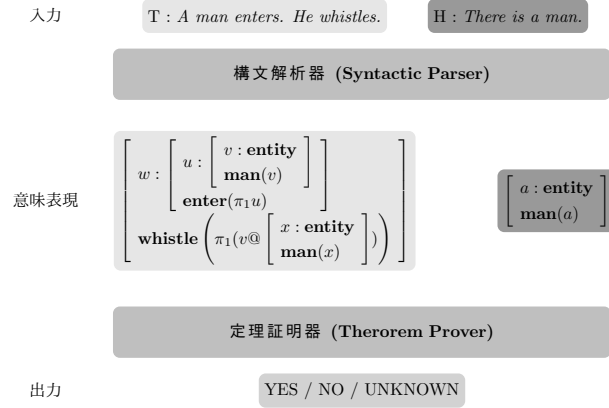 入力
T : A man enters. He whistles.
H : There is a man.
構文解析器 (Syntactic Parser)
意味表現
w : [ u : [ v : entity
man(v) ]
enter(π₁u) ]
whistle ( π₁(v@ [ x : entity
man(x) ] ) )
a : entity
man(a)
定理証明器 (Therorem Prover)
出力
YES / NO / UNKNOWN